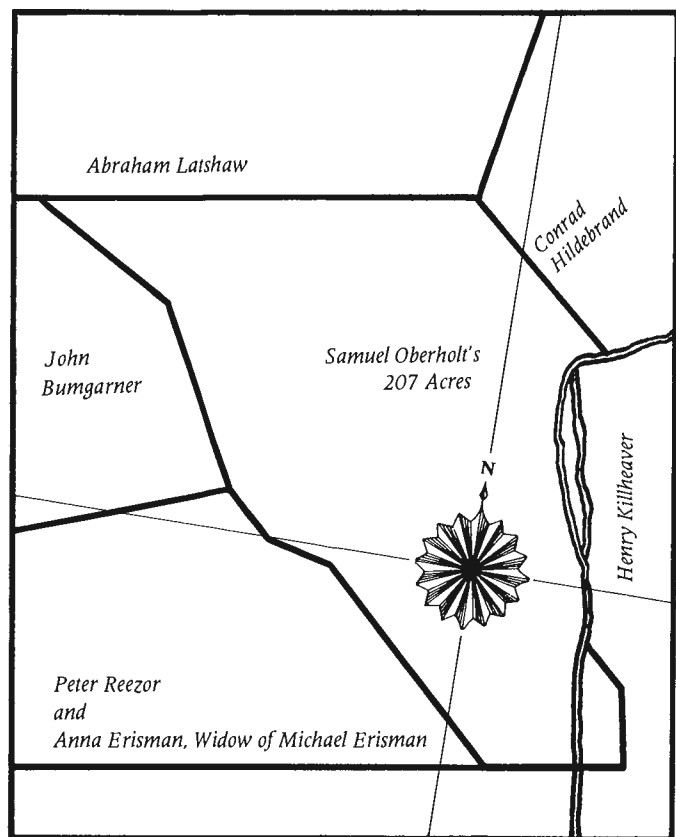 Abraham Latshaw
Conrad
Hildebrand
John
Bumgarner
Samuel Oberholt's
207 Acres
N
Henry Killheaver
Peter Reezor
and
Anna Erisman, Widow of Michael Erisman